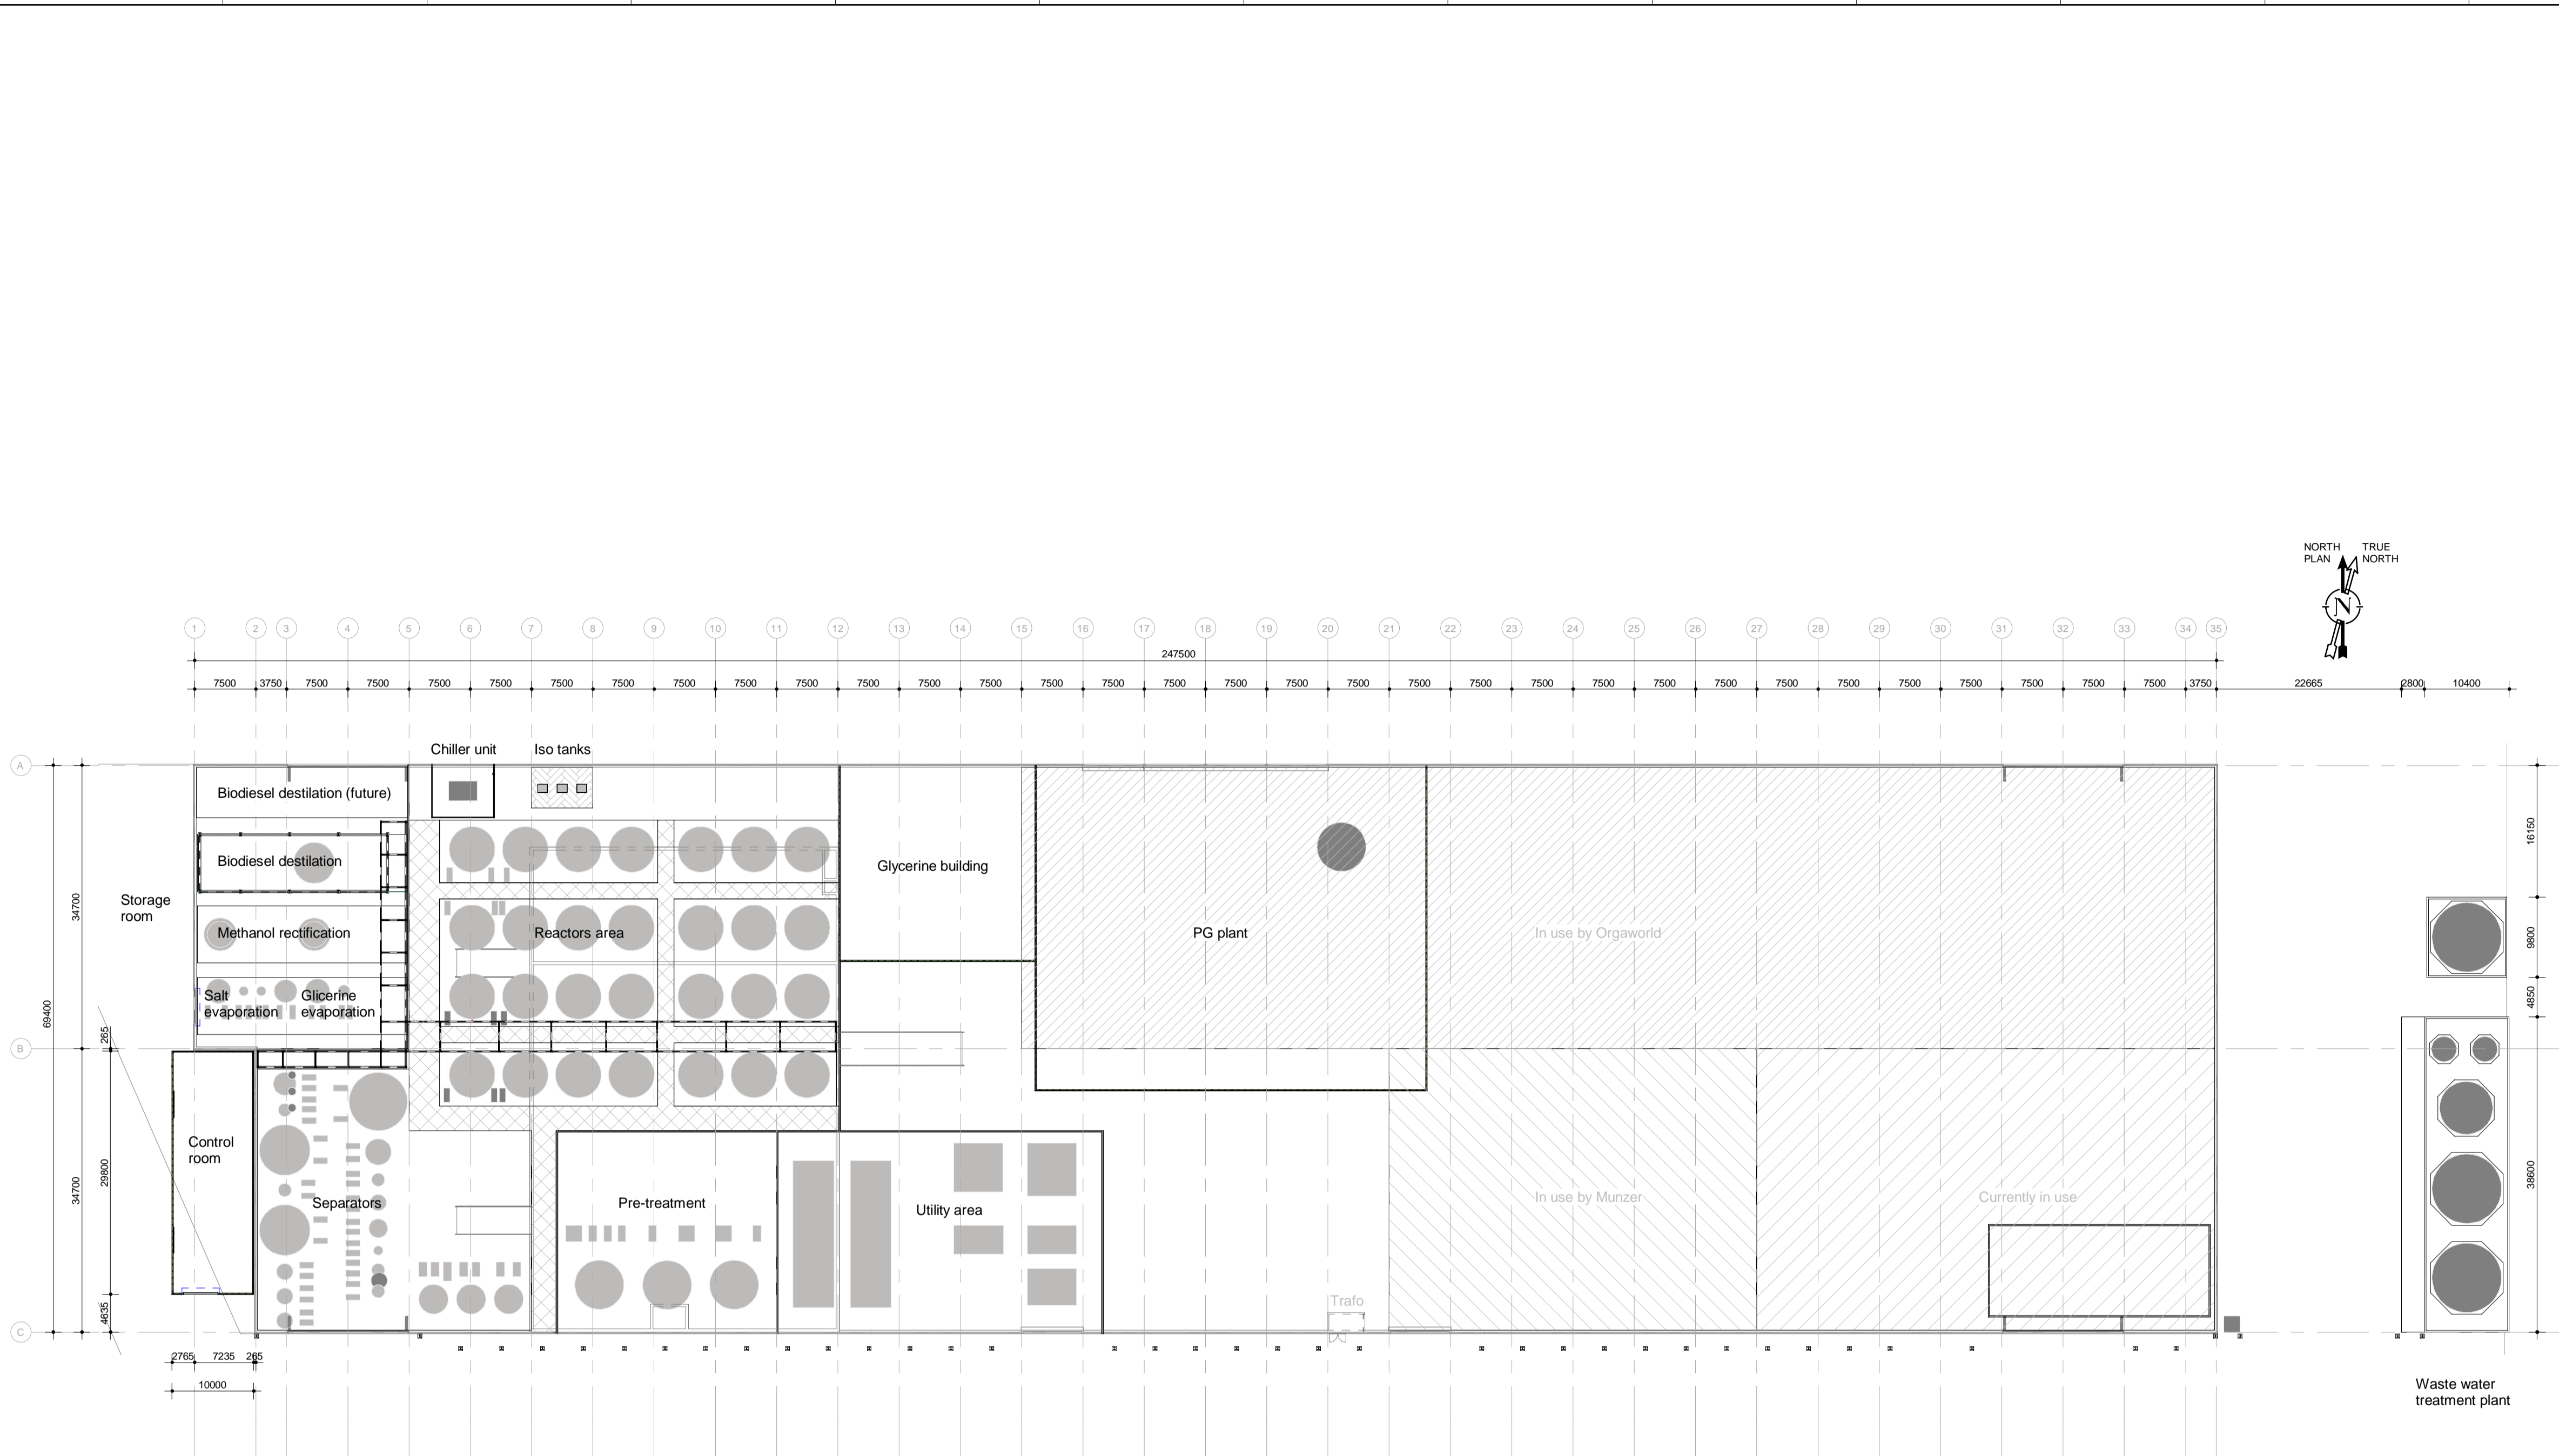 NORTH TRUE
PLAN NORTH
N
1 2 3 4 5 6 7 8 9 10 11 12 13 14 15 16 17 18 19 20 21 22 23 24 25 26 27 28 29 30 31 32 33 34 35
247500
7500 3750 7500 7500 7500 7500 7500 7500 7500 7500 7500 7500 7500 7500 7500 7500 7500 7500 7500 7500 7500 7500 7500 7500 7500 7500 7500 7500 7500 7500 7500 7500 7500 3750 22665 2800 10400
Chiller unit
Iso tanks
A
Biodiesel destilation (future)
16150
Biodiesel destilation
Glycerine building
Storage
room
34700
Methanol rectification
Reactors area
PG plant
In use by Orgaworld
9800
Salt
evaporation
Glicerine
evaporation
4850
69400
265
B
Control
room
29800
34700
Separators
Pre-treatment
Utility area
In use by Munzer
Currently in use
38600
Trafo
4635
C
2765 7235 265
10000
Waste water
treatment plant